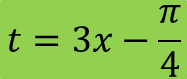 t = 3x − π/4